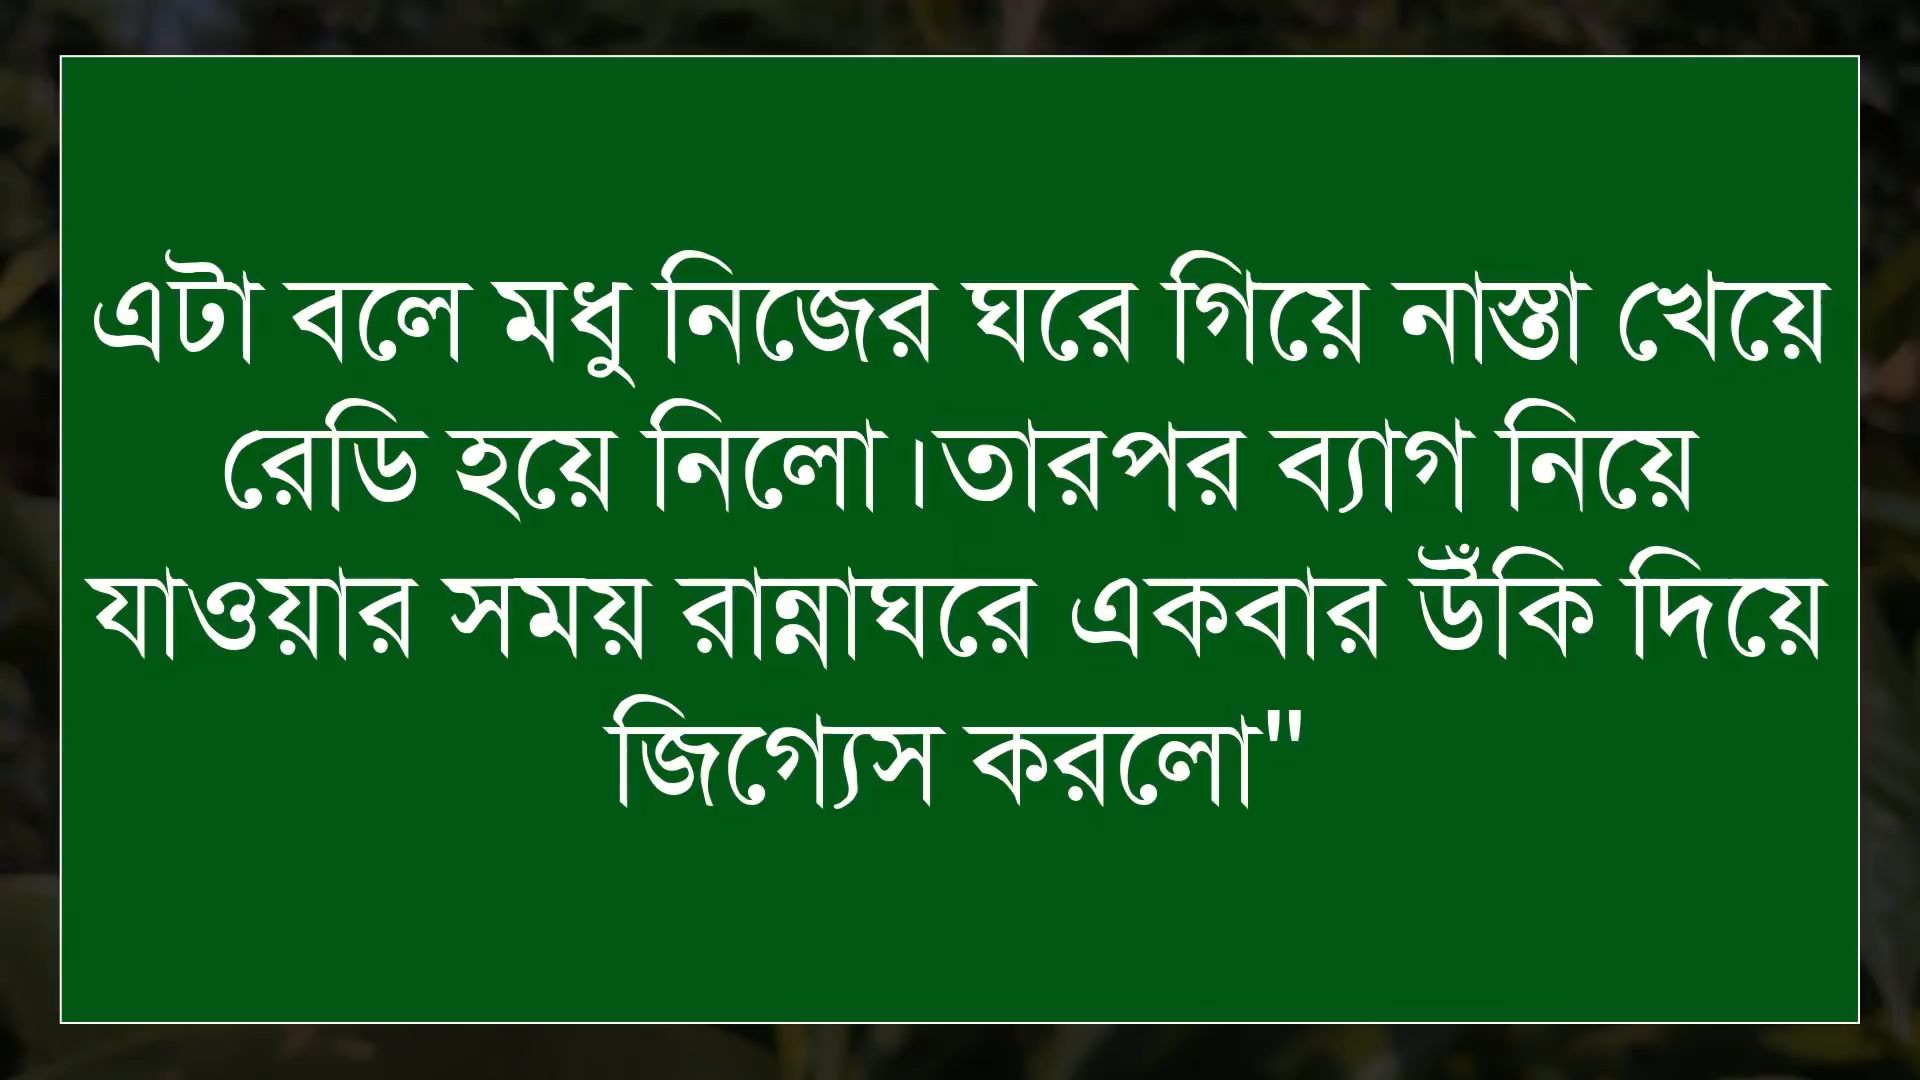 এটা বলে মধু নিজের ঘরে গিয়ে নাস্তা খেয়ে
রেডি হয়ে নিলো।তারপর ব্যাগ নিয়ে
যাওয়ার সময় রান্নাঘরে একবার উঁকি দিয়ে
জিগ্যেস করলো"